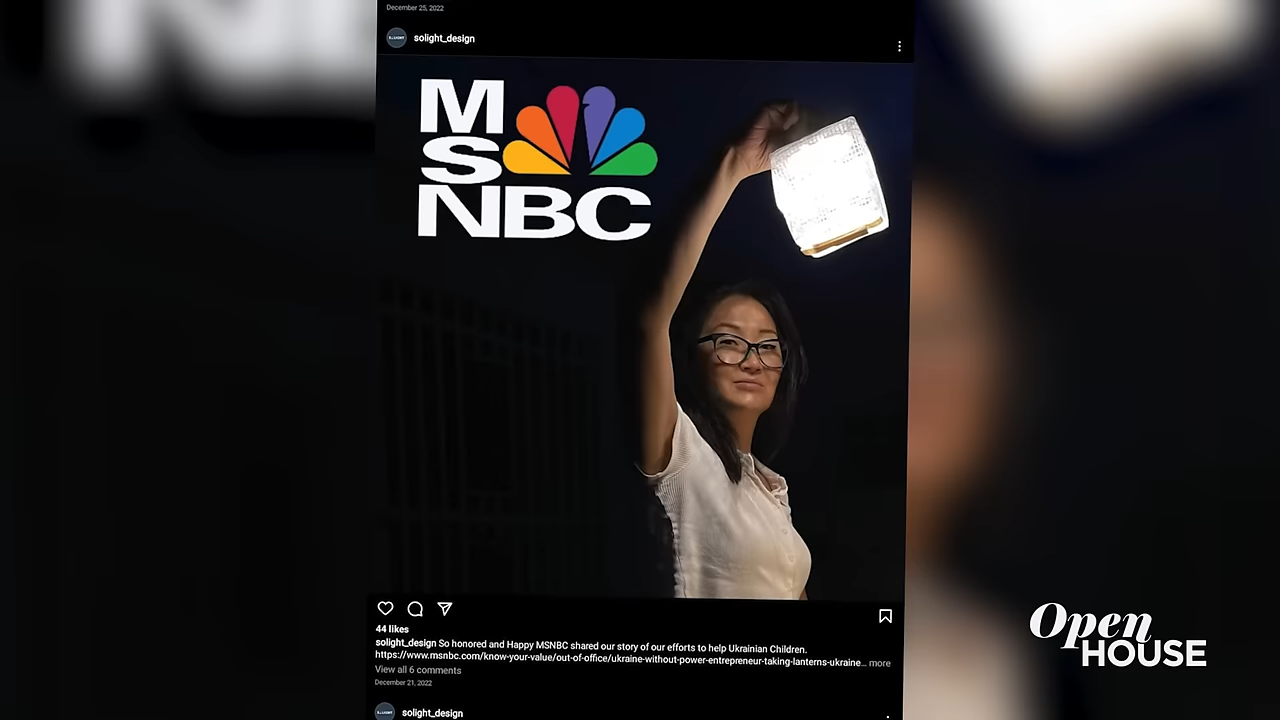 December 25, 2022
solight_design
M
S
NBC
44 likes
solight_design So honored and Happy MSNBC shared our story of our efforts to help Ukrainian Children.
https://www.msnbc.com/know-your-value/out-of-office/ukraine-without-power-entrepreneur-taking-lanterns-ukraine... more
View all 6 comments
December 21, 2022
solight_design
Open
HOUSE